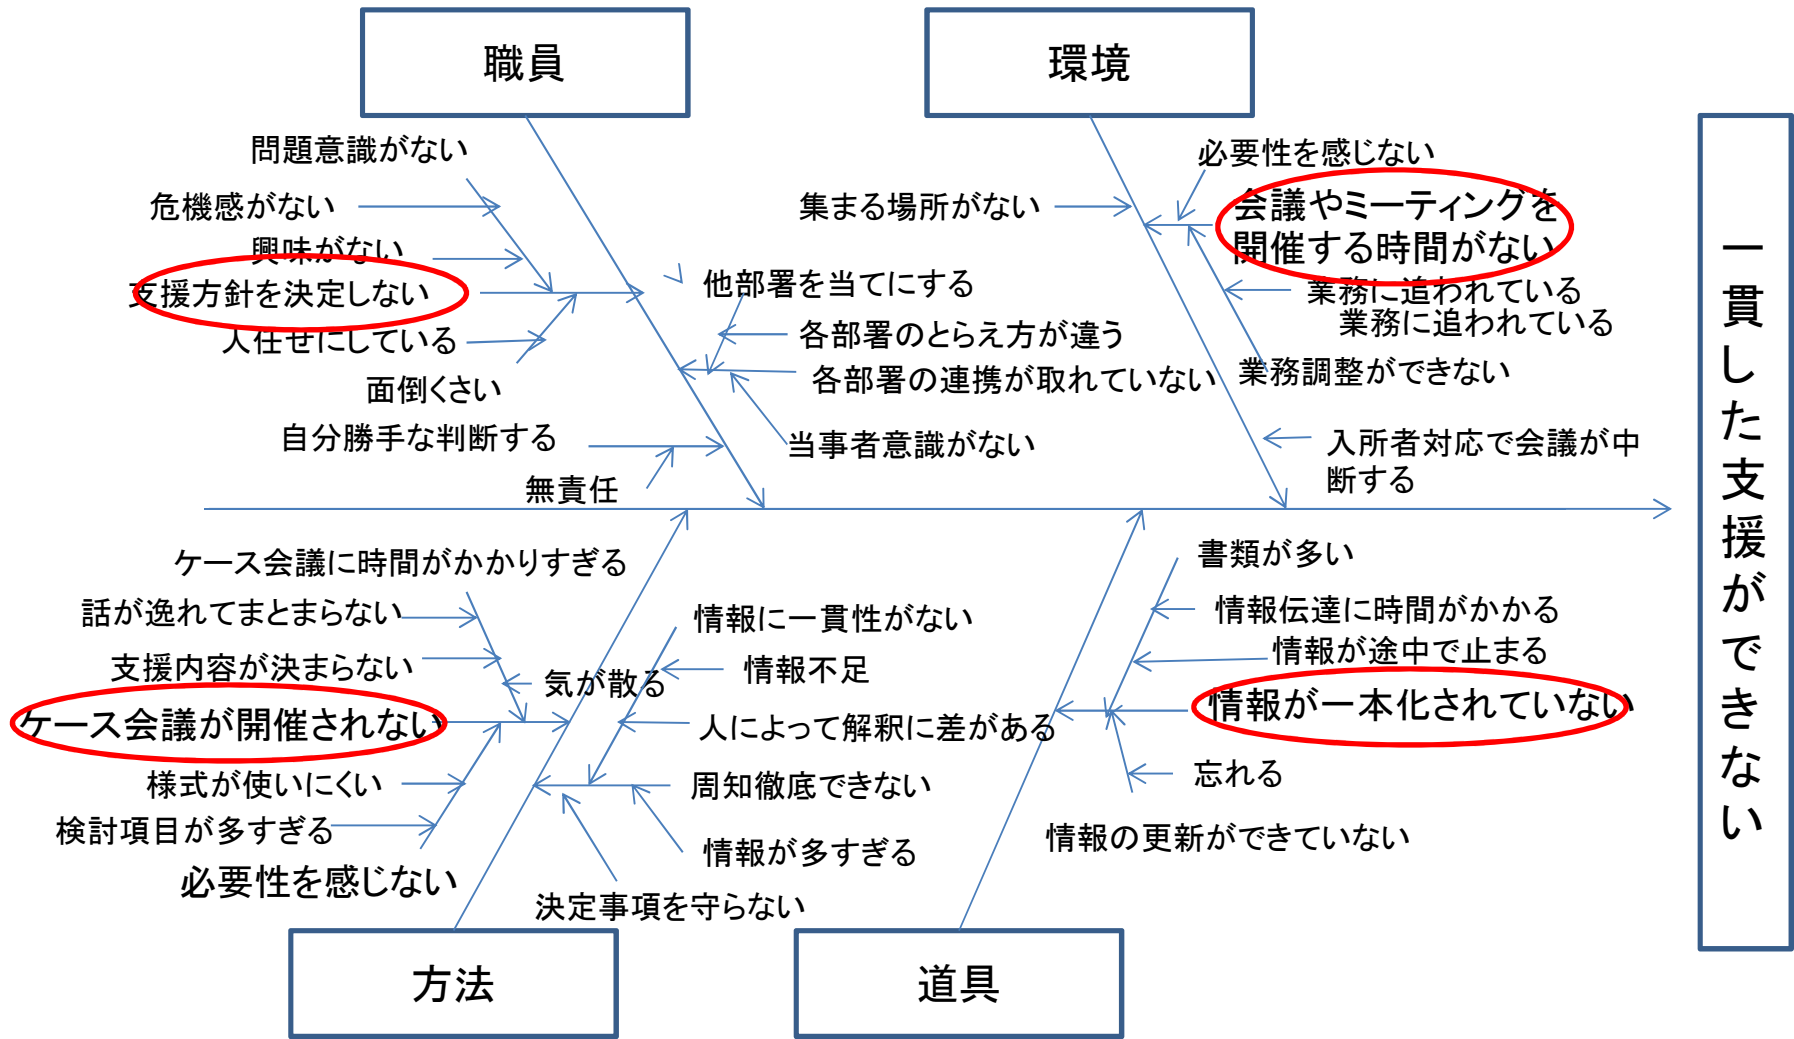 職員
環境
問題意識がない
危機感がない
興味がない
支援方針を決定しない
人任せにしている
面倒くさい
自分勝手な判断する
無責任
他部署を当てにする
各部署のとらえ方が違う
各部署の連携が取れていない
当事者意識がない
必要性を感じない
集まる場所がない
会議やミーティングを
開催する時間がない
業務に追われている
業務に追われている
業務調整ができない
入所者対応で会議が中
断する
一貫した支援ができない
ケース会議に時間がかかりすぎる
話が逸れてまとまらない
支援内容が決まらない
気が散る
ケース会議が開催されない
様式が使いにくい
検討項目が多すぎる
必要性を感じない
情報に一貫性がない
情報不足
人によって解釈に差がある
周知徹底できない
情報が多すぎる
決定事項を守らない
書類が多い
情報伝達に時間がかかる
情報が途中で止まる
情報が一本化されていない
忘れる
情報の更新ができていない
方法
道具